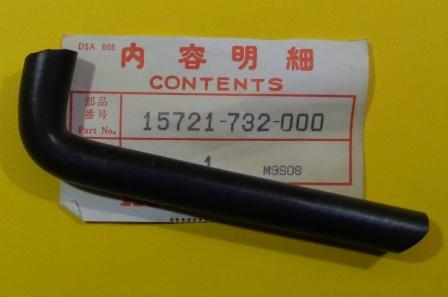 DSA 005
内容明細
CONTENTS
部品
番号
Part No.
15721-732-000
1
M9S08